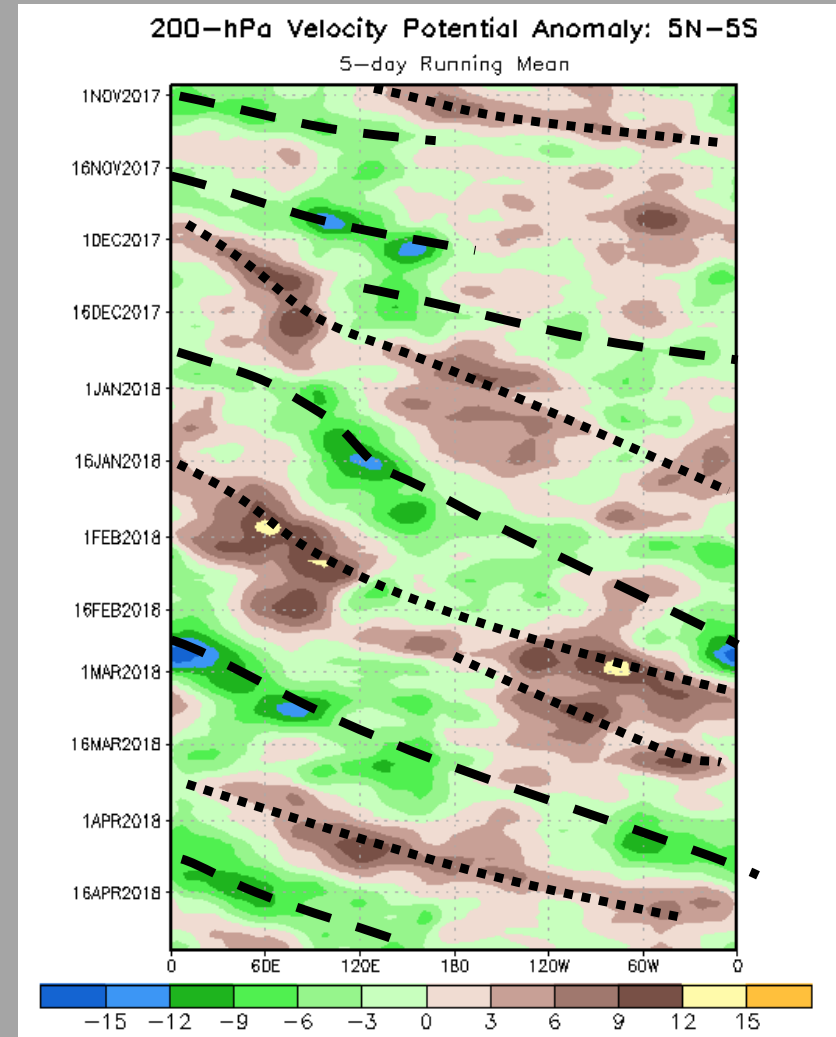 200-hPa Velocity Potential Anomaly: 5N-5S
5-day Running Mean
1NOV2017
16NOV2017
1DEC2017
16DEC2017
1JAN2018
16JAN2018
1FEB2018
16FEB2018
1MAR2018
16MAR2018
1APR2018
16APR2018
0 60E 120E 180 120W 60W 0
-15 -12 -9 -6 -3 0 3 6 9 12 15